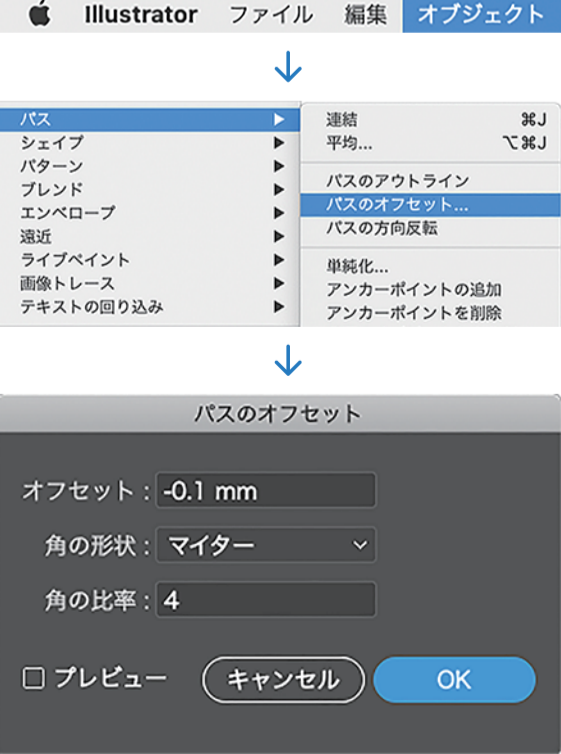 Illustrator ファイル 編集 オブジェクト
パス
シェイプ
パターン
ブレンド
エンベロープ
遠近
ライブペイント
画像トレース
テキストの回り込み
連結 ⌘J
平均... ⌥⌘J
パスのアウトライン
パスのオフセット...
パスの方向反転
単純化...
アンカーポイントの追加
アンカーポイントを削除
パスのオフセット
オフセット : -0.1 mm
角の形状 : マイター
角の比率 : 4
プレビュー キャンセル OK